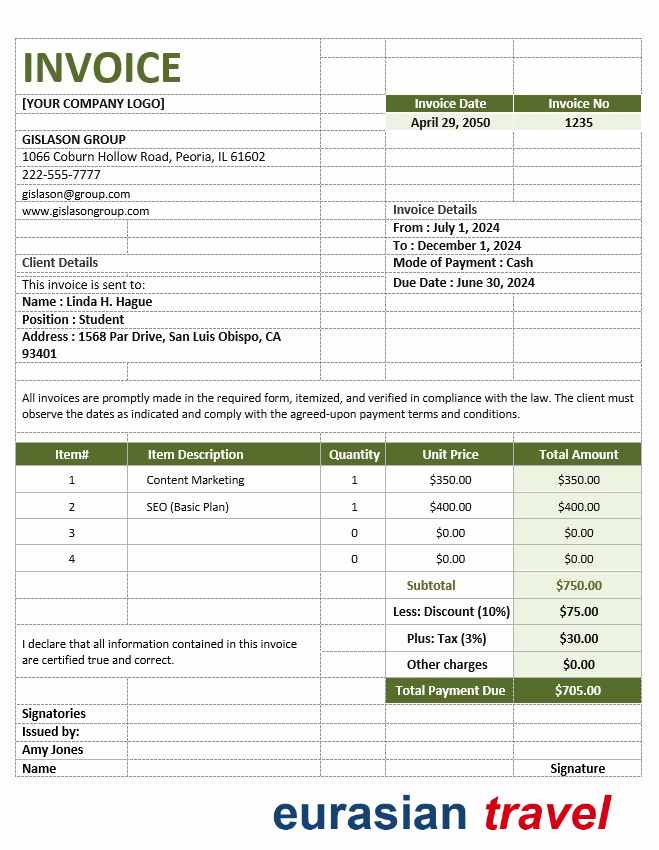 INVOICE
[YOUR COMPANY LOGO]
Invoice Date Invoice No
April 29, 2050 1235
GISLASON GROUP
1066 Coburn Hollow Road, Peoria, IL 61602
222-555-7777
gislason@group.com
www.gislasongroup.com
Invoice Details
From : July 1, 2024
To : December 1, 2024
Mode of Payment : Cash
Due Date : June 30, 2024
Client Details
This invoice is sent to:
Name : Linda H. Hague
Position : Student
Address : 1568 Par Drive, San Luis Obispo, CA
93401
All invoices are promptly made in the required form, itemized, and verified in compliance with the law. The client must
observe the dates as indicated and comply with the agreed-upon payment terms and conditions.
Item# Item Description Quantity Unit Price Total Amount
1 Content Marketing 1 $350.00 $350.00
2 SEO (Basic Plan) 1 $400.00 $400.00
3 0 $0.00 $0.00
4 0 $0.00 $0.00
Subtotal $750.00
Less: Discount (10%) $75.00
Plus: Tax (3%) $30.00
Other charges $0.00
Total Payment Due $705.00
I declare that all information contained in this invoice
are certified true and correct.
Signatories
Issued by:
Amy Jones
Name Signature
eurasian travel